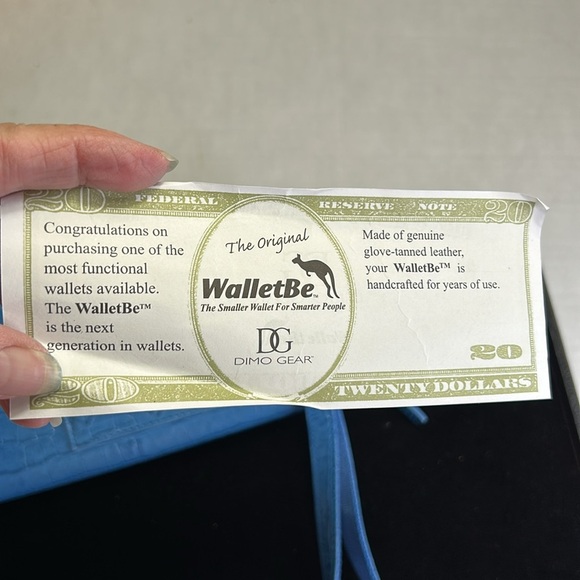 20 FEDERAL RESERVE NOTE 20
Congratulations on
purchasing one of the
most functional
wallets available.
The WalletBe™
is the next
generation in wallets.
The Original
WalletBe™
The Smaller Wallet For Smarter People
DG
DIMO GEAR™
Made of genuine
glove-tanned leather,
your WalletBe™ is
handcrafted for years of use.
20
20 TWENTY DOLLARS